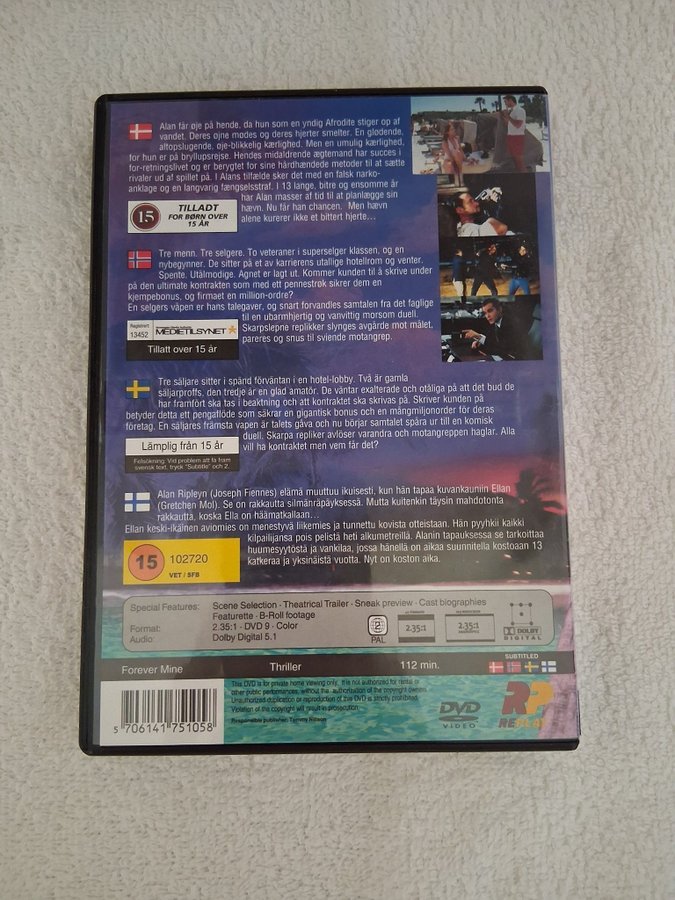 Alan får øje på hende, da hun som en yndig Afrodite stiger op af
vandet. Deres øjne mødes og deres hjerter smelter. En glødende,
altopslugende, øje-blikkelig kærlighed. Men en umulig kærlighed,
for hun er på bryllupsrejse. Hendes midaldrende ægtemand har succes i
for-retningslivet og er berygtet for sine hårdhændede metoder til at sætte
rivaler ud af spillet på. I Alans tilfælde sker det med en falsk narko-
anklage og en langvarig fængselsstraf. I 13 lange, bitre og ensomme år
har Alan masser af tid til at planlægge sin
hævn. Nu får han chancen. Men hævn
alene kurerer ikke et bittert hjerte…
15 TILLADT
FOR BØRN OVER
15 ÅR
Tre menn. Tre selgere. To veteraner i superselger klassen, og en
nybegynner. De sitter på et av karrierens utallige hotellrom og venter.
Spente. Utålmodige. Agnet er lagt ut. Kommer kunden til å skrive under
på den ultimate kontrakten som med ett pennestrøk sikrer dem en
kjempebonus, og firmaet en million-ordre?
En selgers våpen er hans talegaver, og snart forvandles samtalen fra det faglige
til en ubarmhjertig og vanvittig morsom duell.
Skarpslepne replikker slynges avgårde mot målet,
pareres og snus til sviende motangrep.
Registrert
13452
MEDIETILSYNET
Tillatt over 15 år
Tre säljare sitter i spänd förväntan i en hotel-lobby. Två är gamla
säljarproffs, den tredje är en glad amatör. De väntar exalterade och otåliga på att det bud de
har framfört ska tas i beaktning och att kontraktet ska skrivas på. Skriver kunden på
betyder detta ett pengaflöde som säkrar en gigantisk bonus och en mångmiljonorder för deras
företag. En säljares främsta vapen är talets gåva och nu börjar samtalet spåra ur till en komisk
duell. Skarpa repliker avlöser varandra och motangreppen haglar. Alla
vill ha kontraktet men vem får det?
Lämplig från 15 år
Felsökning: Vid problem att få fram
svensk text, tryck "Subtitle" och 2.
Alan Ripleyn (Joseph Fiennes) elämä muuttuu ikuisesti, kun hän tapaa kuvankauniin Ellan
(Gretchen Mol). Se on rakkautta silmänräpäyksessä. Mutta kuitenkin täysin mahdotonta
rakkautta, koska Ella on häämatkallaan…
Ellan keski-ikäinen aviomies on menestyvä liikemies ja tunnettu kovista otteistaan. Hän pyyhkii kaikki
kilpailijansa pois pelistä heti alkumetreillä. Alanin tapauksessa se tarkoittaa
huumesyytöstä ja vankilaa, jossa hänellä on aikaa suunnitella kostoaan 13
katkeraa ja yksinäistä vuotta. Nyt on koston aika.
15 102720
VET / SFB
Special Features: Scene Selection · Theatrical Trailer · Sneak preview · Cast biographies
Featurette · B-Roll footage
Format: 2.35:1 · DVD 9 · Color
Audio: Dolby Digital 5.1
2
PAL
2.35:1
2.35:1
DOLBY
DIGITAL
SUBTITLED
Forever Mine Thriller 112 min.
This DVD is for private home viewing only. It is not authorized for rental or
other public performances, without the authorization of the copyright owners.
Unauthorized duplication or reproduction of this DVD is strictly prohibited.
Violation of the copyright will result in prosecution.
Responsible publisher: Tommy
5 706141 751058
DVD
VIDEO
RP
REPLAY